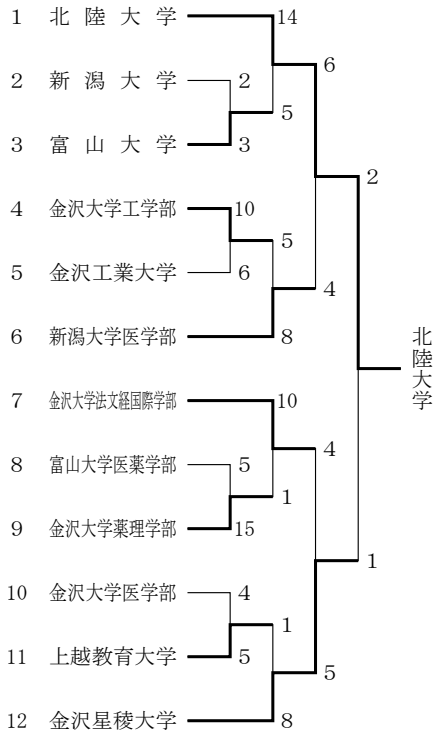 1 北陸大学 14
6
2 新潟大学 2
5
3 富山大学 3
2
4 金沢大学工学部 10
5
5 金沢工業大学 6
4
6 新潟大学医学部 8
北陸大学
7 金沢大学法文経国際学部 10
4
8 富山大学医薬学部 5
1
9 金沢大学薬理学部 15
1
10 金沢大学医学部 4
1
11 上越教育大学 5
5
12 金沢星稜大学 8